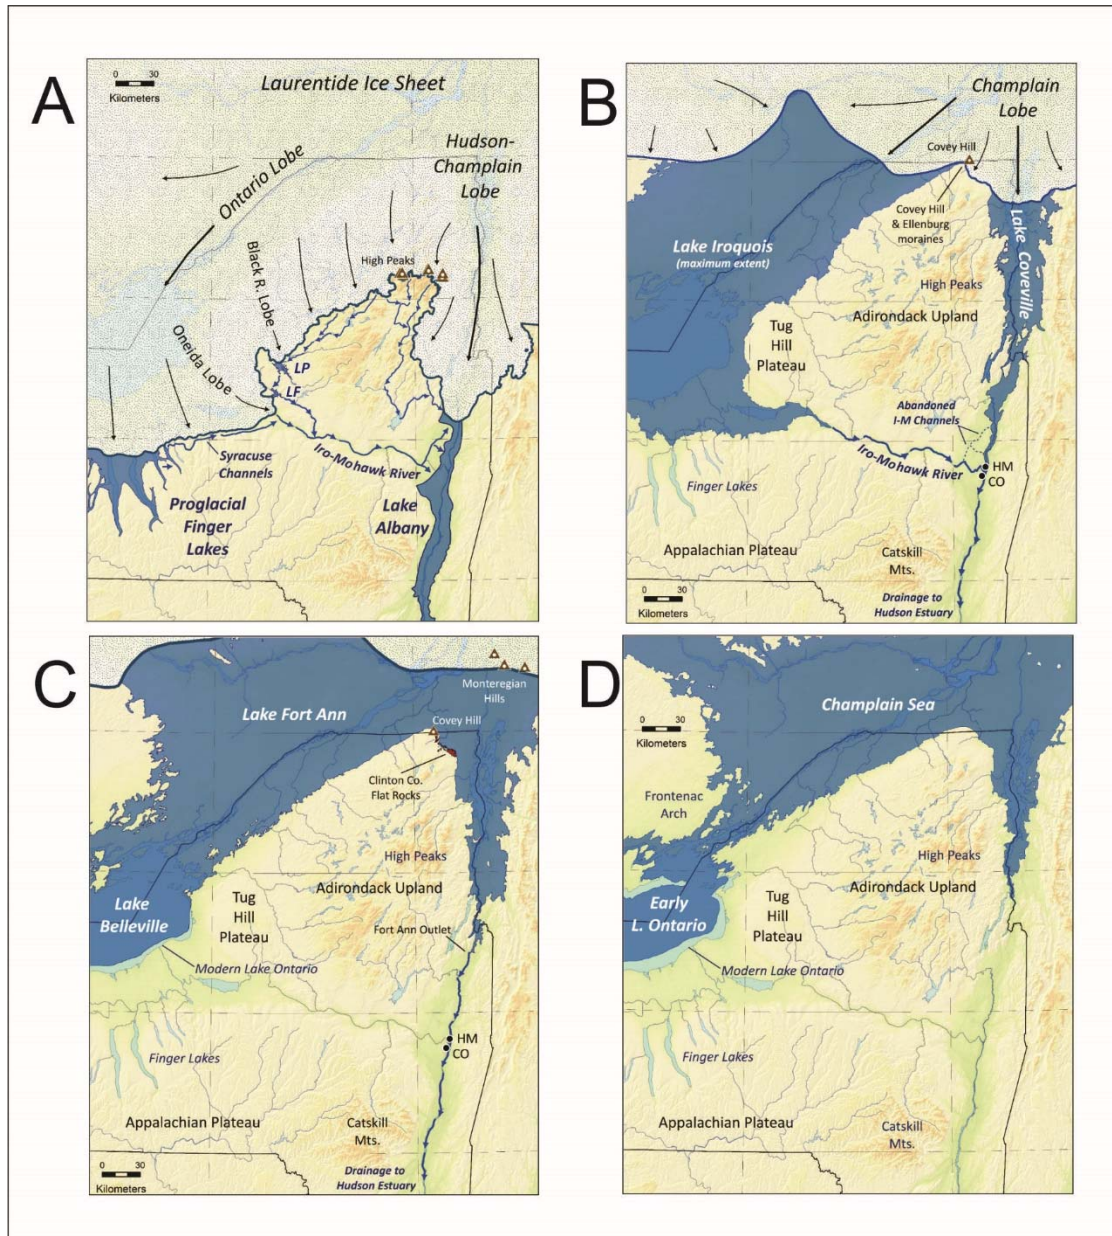 A
0 30
Kilometers
Laurentide Ice Sheet
Hudson-
Champlain
Lobe
Ontario Lobe
Black R. Lobe
High Peaks
Oneida Lobe
LP
LF
Syracuse
Channels
Iro-Mohawk River
Proglacial
Finger
Lakes
Lake
Albany
B
Champlain
Lobe
Covey Hill
Covey Hill
& Ellenburg
moraines
Lake Iroquois
(maximum extent)
Lake Coveville
High Peaks
Adirondack Upland
Tug
Hill
Plateau
Abandoned
I-M Channels
Iro-Mohawk River
HM
CO
Finger Lakes
Appalachian Plateau
Catskill
Mts.
0 30
Kilometers
Drainage to
Hudson Estuary
C
Monteregian
Hills
Lake Fort Ann
Covey Hill
Clinton Co.
Flat Rocks
High Peaks
Adirondack Upland
Tug
Hill
Plateau
Lake
Belleville
Fort Ann Outlet
Modern Lake Ontario
HM
CO
Finger Lakes
Appalachian Plateau
Catskill
Mts.
0 30
Kilometers
Drainage to
Hudson Estuary
D
0 30
Kilometers
Champlain Sea
Frontenac
Arch
High Peaks
Adirondack Upland
Tug
Hill
Plateau
Early
L. Ontario
Modern Lake Ontario
Finger Lakes
Appalachian Plateau
Catskill
Mts.